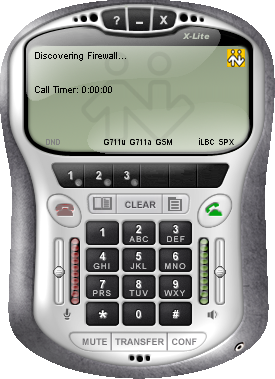 ? – X
X-Lite
Discovering Firewall...
Call Timer: 0:00:00
DND G711u G711a GSM iLBC SPX
1 2 3
CLEAR
1 2 ABC 3 DEF
4 GHI 5 JKL 6 MNO
7 PRS 8 TUV 9 WXY
* 0 #
MUTE TRANSFER CONF